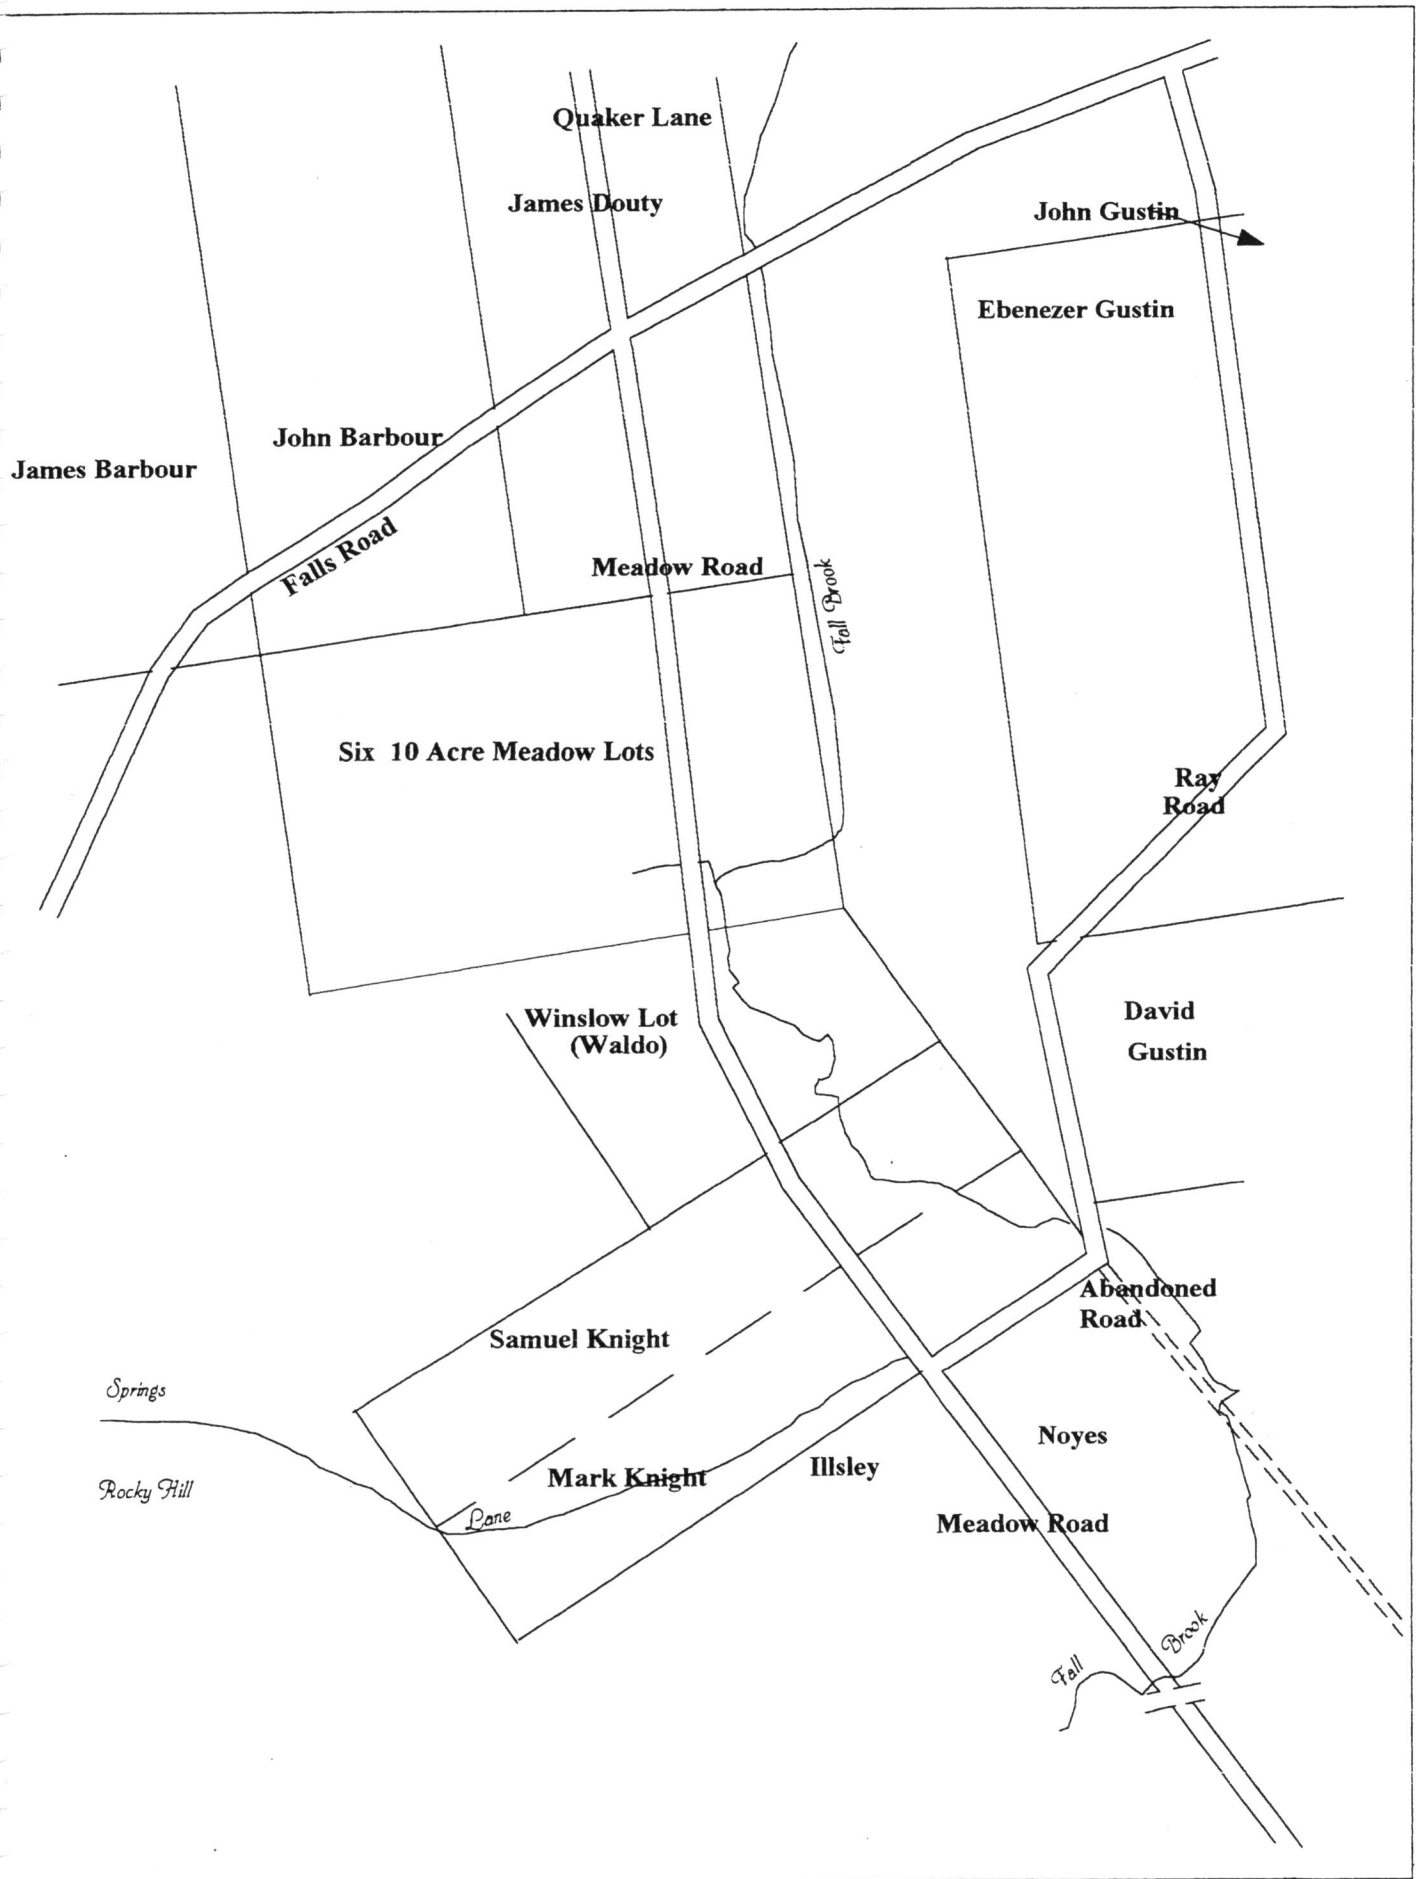 Quaker Lane
James Douty
John Gustin
Ebenezer Gustin
John Barbour
James Barbour
Falls Road
Meadow Road
Fall Brook
Six 10 Acre Meadow Lots
Ray
Road
Winslow Lot
(Waldo)
David
Gustin
Abandoned
Road
Samuel Knight
Springs
Rocky Hill
Noyes
Illsley
Mark Knight
Lane
Meadow Road
Fall Brook